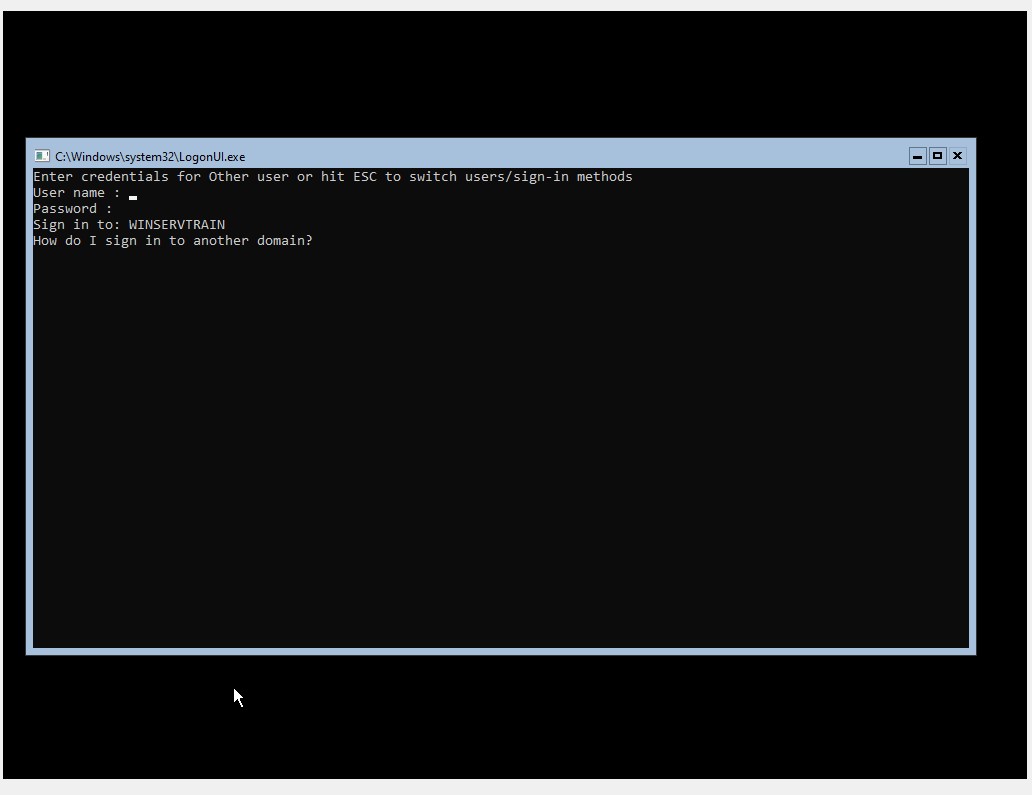 C:\Windows\system32\LogonUI.exe
Enter credentials for Other user or hit ESC to switch users/sign-in methods
User name :
Password :
Sign in to: WINSERVTRAIN
How do I sign in to another domain?